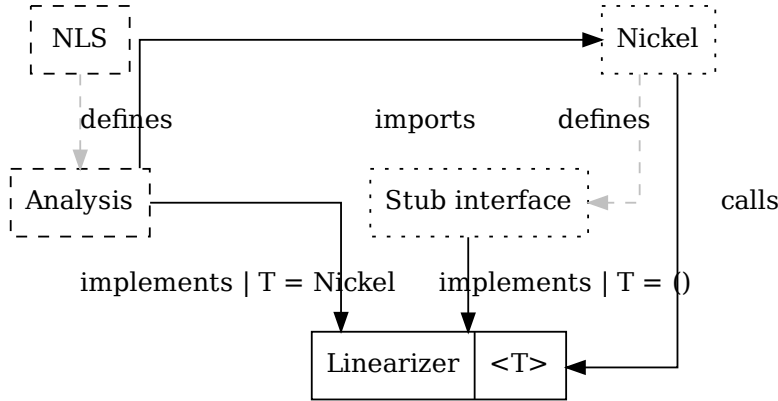 NLS
Nickel
defines
imports
defines
Analysis
Stub interface
calls
implements | T = Nickel
implements | T = ()
Linearizer
<T>